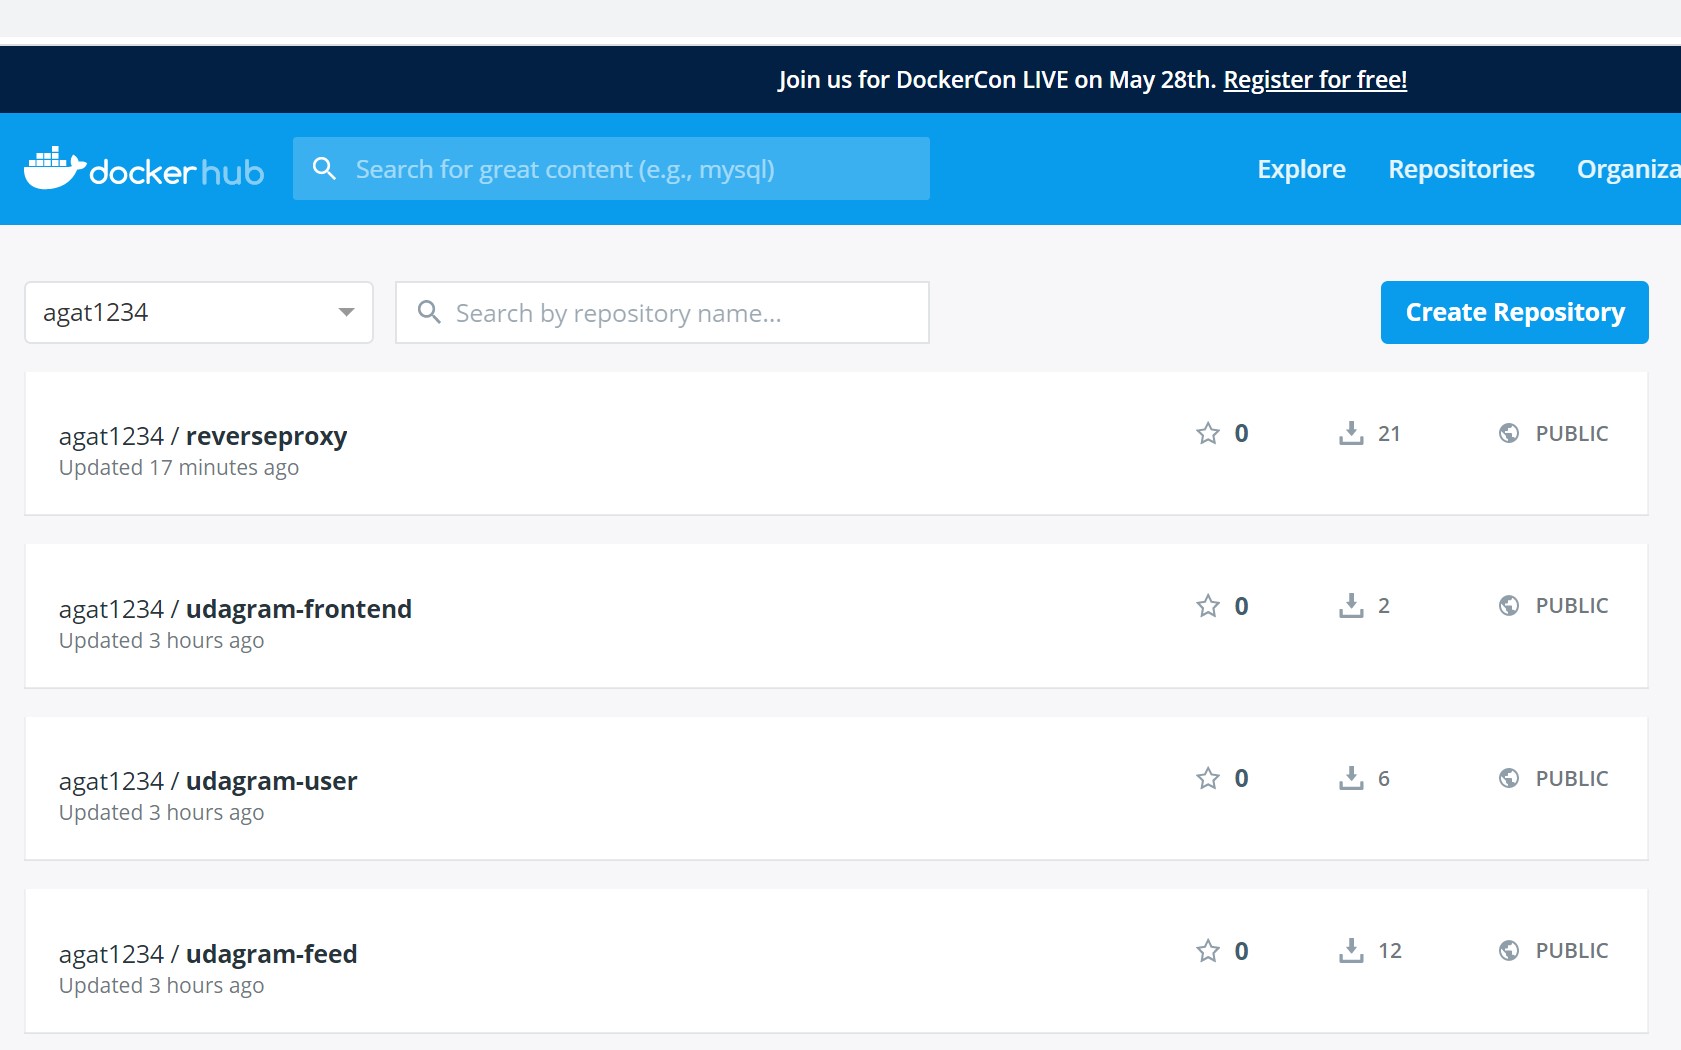 Join us for DockerCon LIVE on May 28th. Register for free!
dockerhub
Search for great content (e.g., mysql)
Explore
Repositories
Organiza
agat1234
Search by repository name...
Create Repository
agat1234 / reverseproxy
0
21
PUBLIC
Updated 17 minutes ago
agat1234 / udagram-frontend
0
2
PUBLIC
Updated 3 hours ago
agat1234 / udagram-user
0
6
PUBLIC
Updated 3 hours ago
agat1234 / udagram-feed
0
12
PUBLIC
Updated 3 hours ago